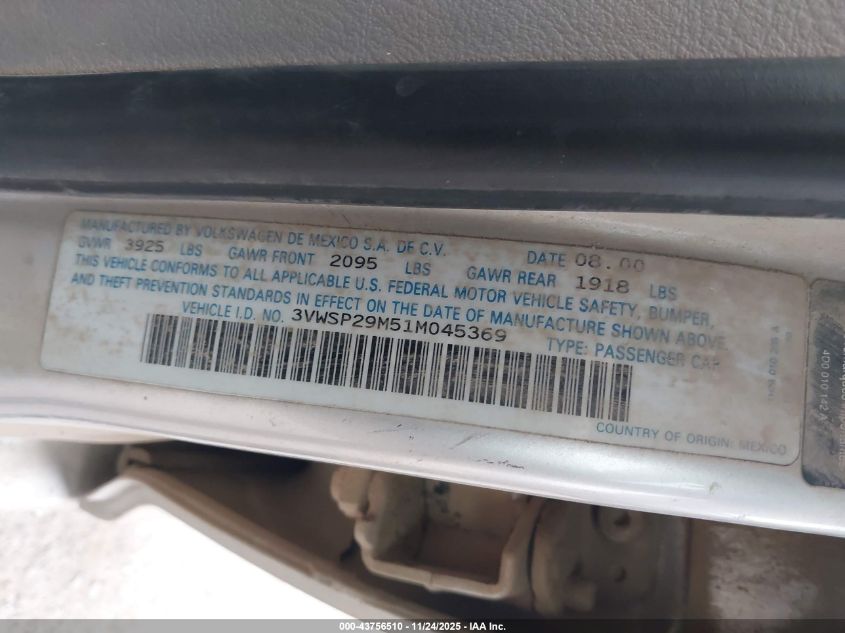 MANUFACTURED BY VOLKSWAGEN DE MEXICO S.A. DE C.V. DATE 08.00
GVWR 3925 LBS GAWR FRONT 2095 LBS GAWR REAR 1918 LBS
THIS VEHICLE CONFORMS TO ALL APPLICABLE U.S. FEDERAL MOTOR VEHICLE SAFETY, BUMPER,
AND THEFT PREVENTION STANDARDS IN EFFECT ON THE DATE OF MANUFACTURE SHOWN ABOVE.
VEHICLE I.D. NO. 3VWSP29M51M045369 TYPE: PASSENGER CAR
COUNTRY OF ORIGIN: MEXICO
4C0 010 142 A
000-43756510 - 11/24/2025 - IAA Inc.